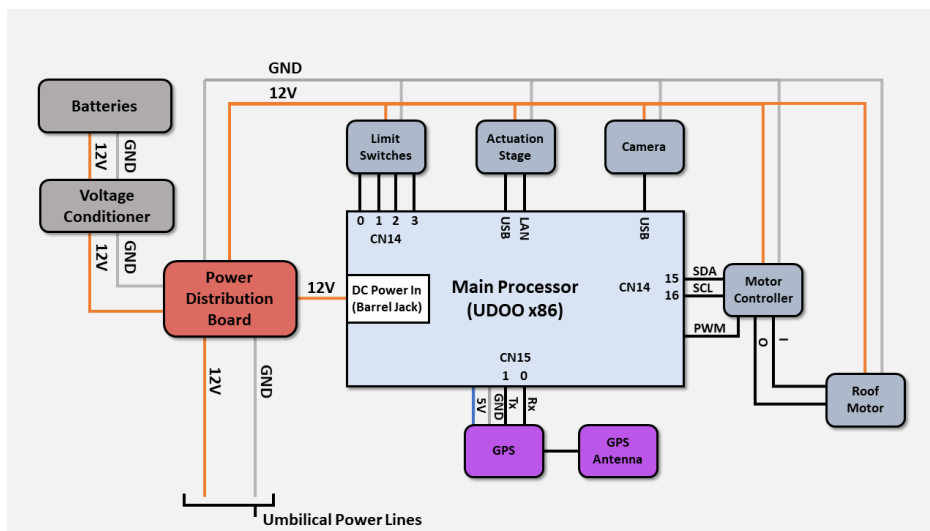 GND
12V
Batteries
12V
GND
Limit
Switches
Actuation
Stage
Camera
Voltage
Conditioner
12V
GND
0 1 2 3
CN14
USB
LAN
USB
Power
Distribution
Board
12V
DC Power In
(Barrel Jack)
Main Processor
(UDOO x86)
CN14
15
16
SDA
SCL
PWM
Motor
Controller
O
I
CN15
1 0
12V
GND
5V
GND
Tx
Rx
Roof
Motor
GPS
GPS
Antenna
Umbilical Power Lines